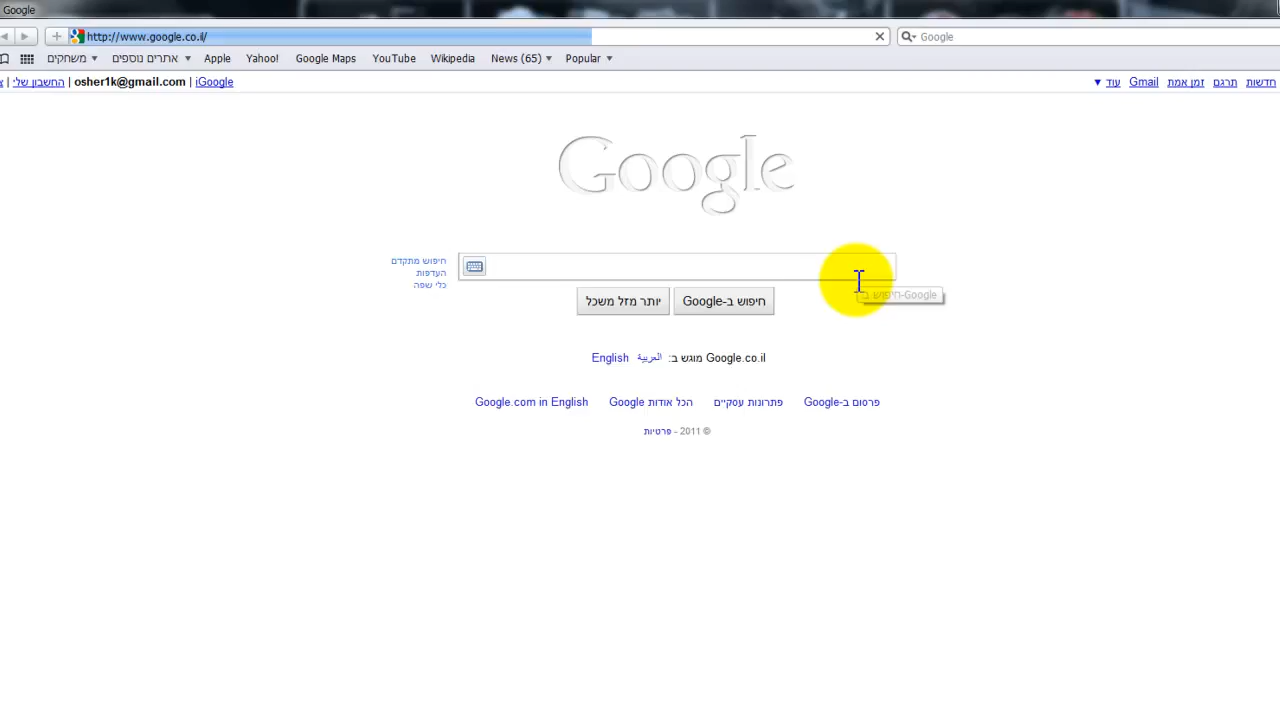 Google
http://www.google.co.il/
Google
משחקים
אתרים נוספים
Apple
Yahoo!
Google Maps
YouTube
Wikipedia
News (65)
Popular
החשבון שלי | osher1k@gmail.com | iGoogle
חדשות תרגם זמן אמת Gmail עוד
Google
חיפוש מתקדם
העדפות
כלי שפה
חיפוש ב-Google
חיפוש ב-Google
יותר מזל משכל
Google.co.il מוגש ב: العربية English
פרסום ב-Google פתרונות עסקיים הכל אודות Google Google.com in English
© 2011 - פרטיות